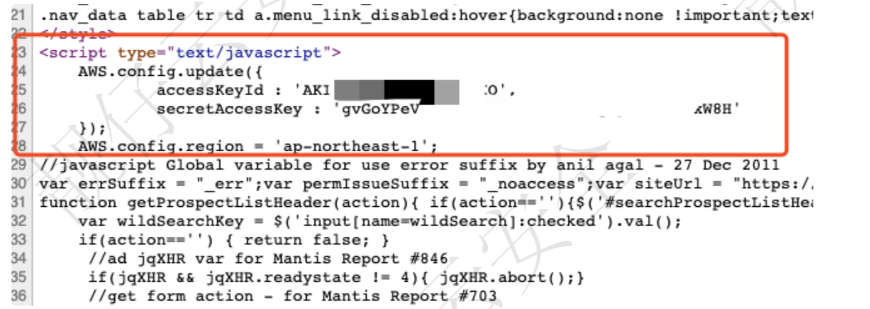 21 .nav_data table tr td a.menu_link_disabled:hover{background:none !important;text
22 </style>
23 <script type="text/javascript">
24 AWS.config.update({
25 accessKeyId : 'AKI O',
26 secretAccessKey : 'gvGoYPeV xW8H'
27 });
28 AWS.config.region = 'ap-northeast-1';
29 //javascript Global variable for use error suffix by anil agal - 27 Dec 2011
30 var errSuffix = "_err";var permIssueSuffix = "_noaccess";var siteUrl = "https:/
31 function getProspectListHeader(action){ if(action==''){$('#searchProspectListHea
32 var wildSearchKey = $('input[name=wildSearch]:checked').val();
33 if(action=='') { return false; }
34 //ad jqXHR var for Mantis Report #846
35 if(jqXHR && jqXHR.readystate != 4){ jqXHR.abort();}
36 //get form action - for Mantis Report #703